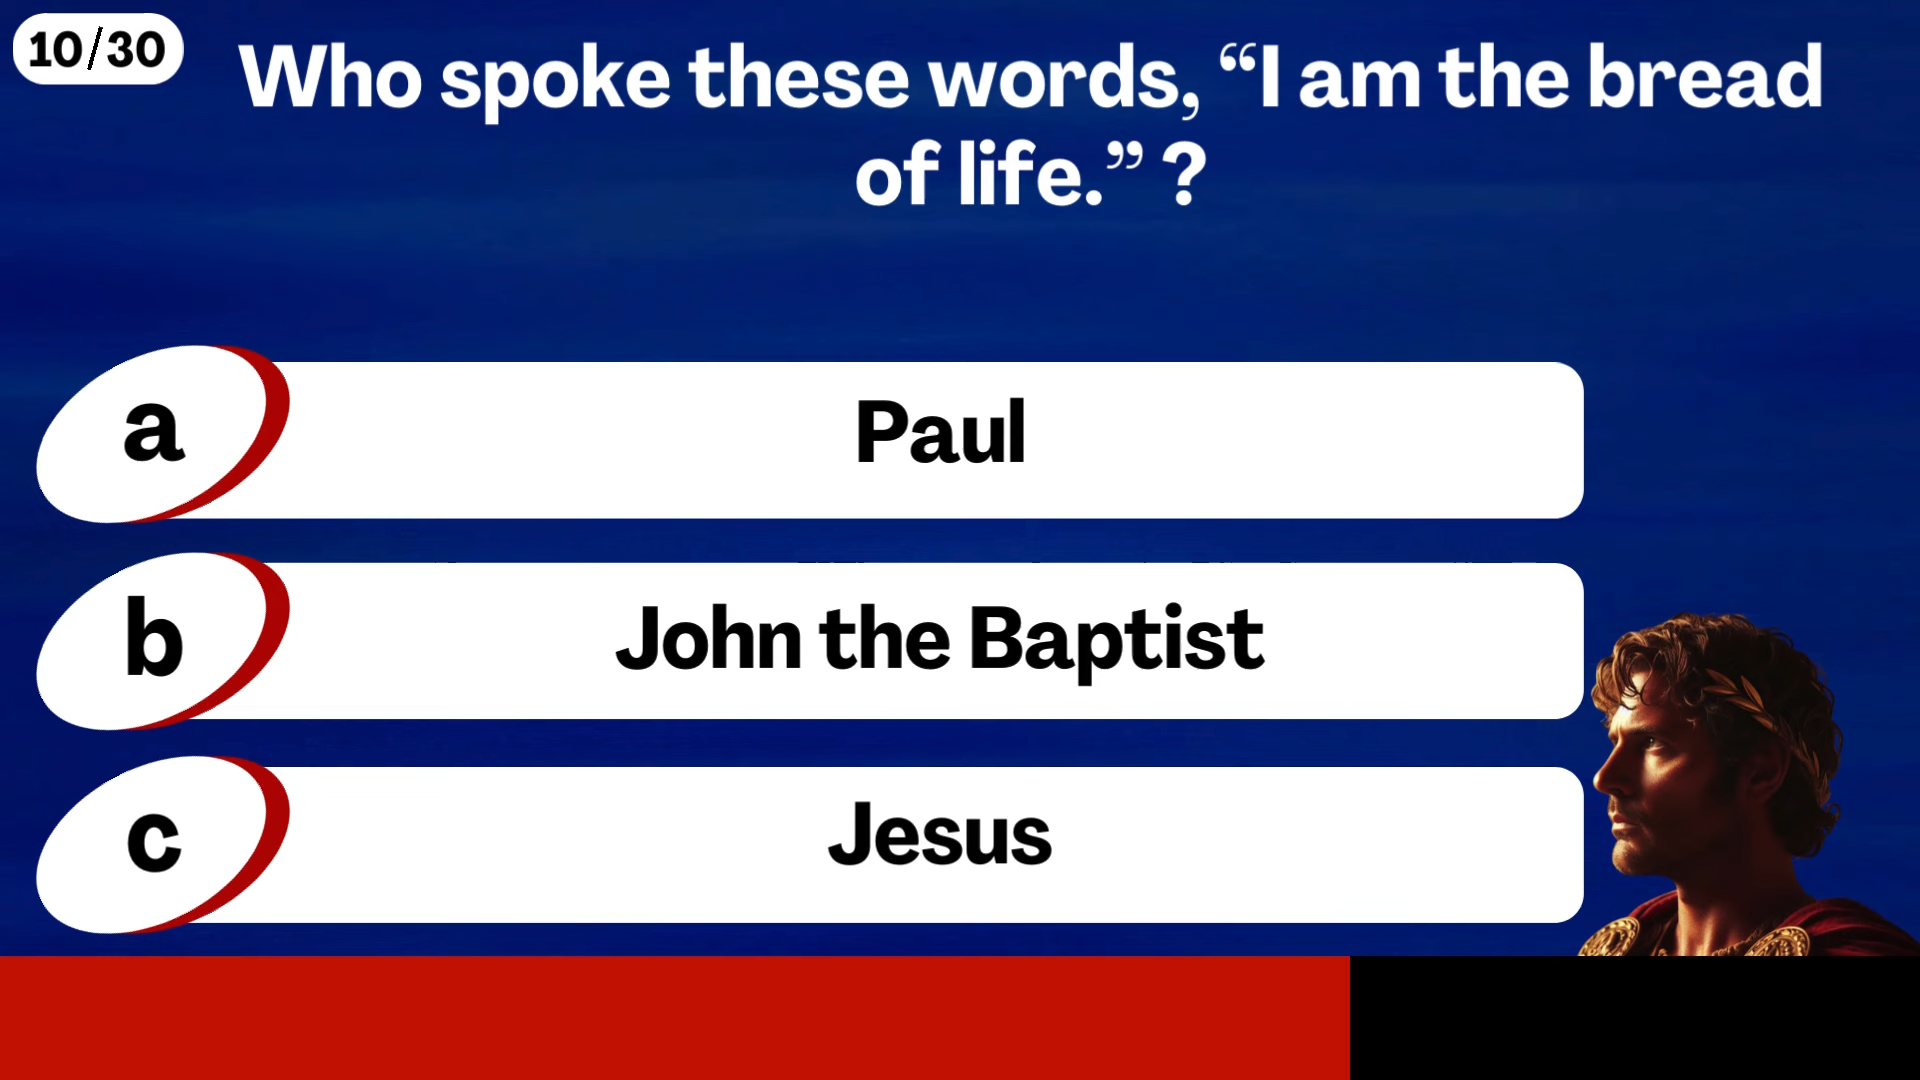 10/30
Who spoke these words, “I am the bread
of life.” ?
a
Paul
b
John the Baptist
c
Jesus